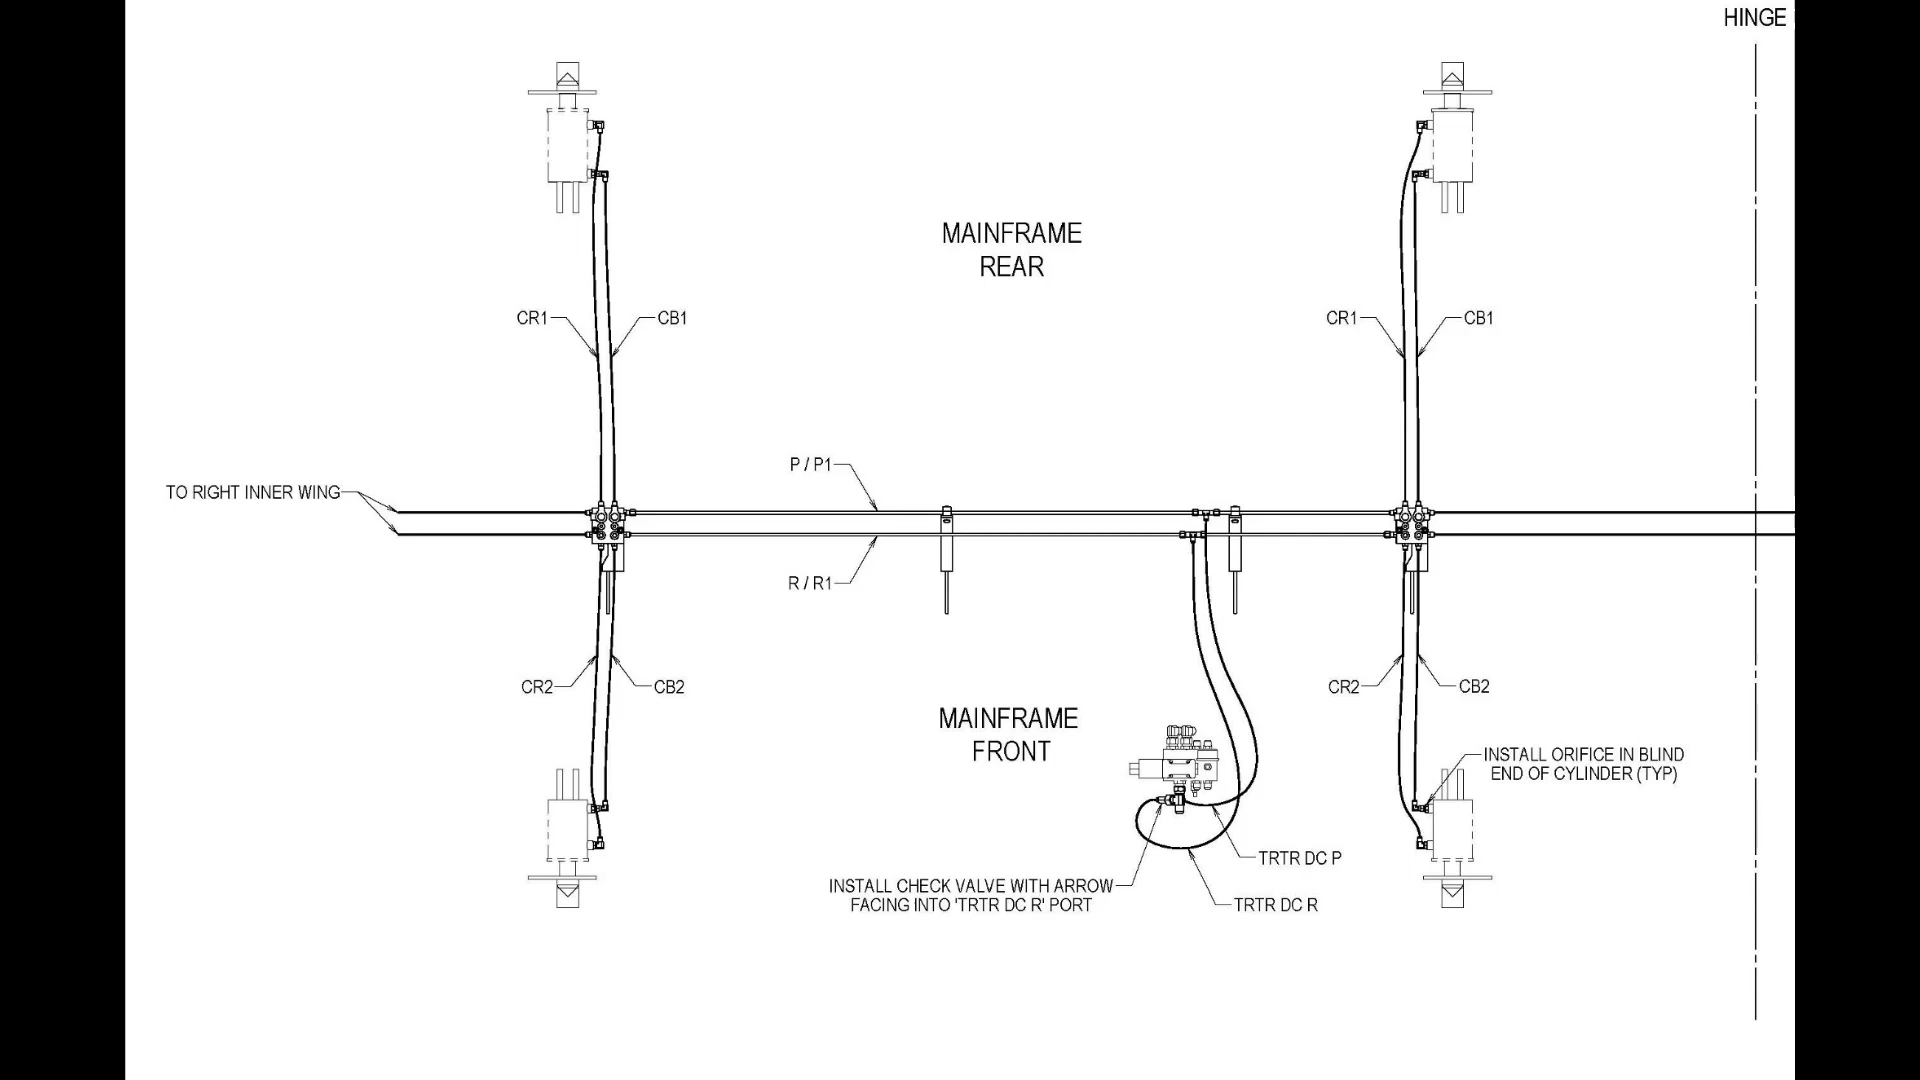 HINGE
MAINFRAME
REAR
CR1
CB1
CR1
CB1
P / P1
TO RIGHT INNER WING
R / R1
CR2
CB2
CR2
CB2
MAINFRAME
FRONT
INSTALL ORIFICE IN BLIND
END OF CYLINDER (TYP)
TRTR DC P
INSTALL CHECK VALVE WITH ARROW
FACING INTO 'TRTR DC R' PORT
TRTR DC R